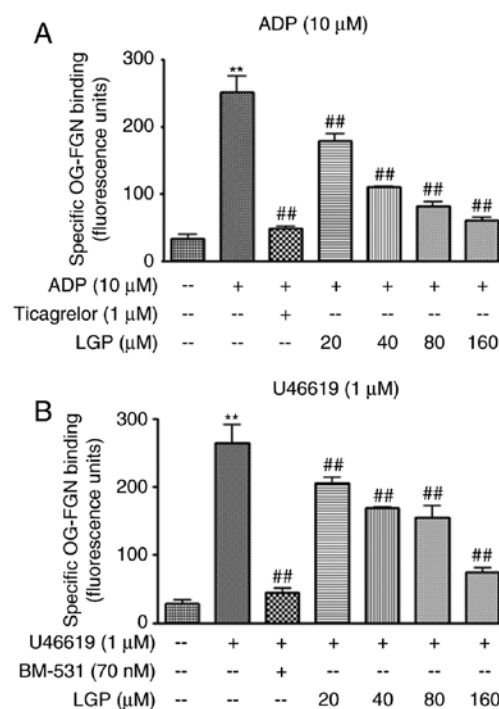 A
ADP (10 μM)
Specific OG-FGN binding
(fluorescence units)
300
200
100
0
**
##
##
##
##
##
ADP (10 μM) -- + + + + + +
Ticagrelor (1 μM) -- -- + -- -- -- --
LGP (μM) -- -- -- 20 40 80 160
B
U46619 (1 μM)
Specific OG-FGN binding
(fluorescence units)
300
200
100
0
**
##
##
##
##
##
U46619 (1 μM) -- + + + + + +
BM-531 (70 nM) -- -- + -- -- -- --
LGP (μM) -- -- -- 20 40 80 160